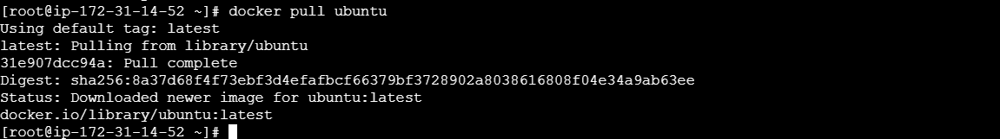 [root@ip-172-31-14-52 ~]# docker pull ubuntu
Using default tag: latest
latest: Pulling from library/ubuntu
31e907dcc94a: Pull complete
Digest: sha256:8a37d68f4f73ebf3d4efafbcf66379bf3728902a8038616808f04e34a9ab63ee
Status: Downloaded newer image for ubuntu:latest
docker.io/library/ubuntu:latest
[root@ip-172-31-14-52 ~]#